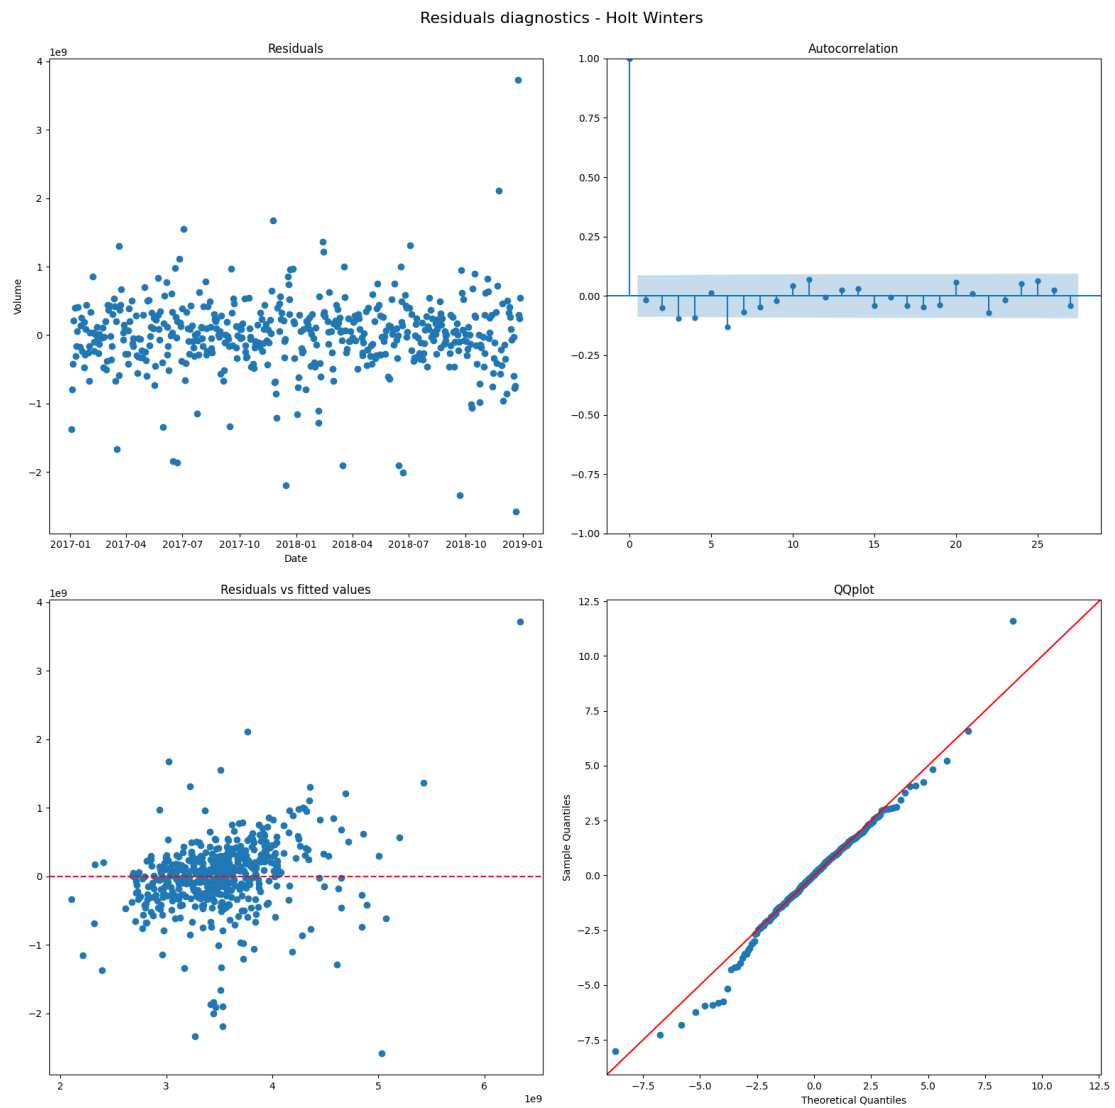 Residuals diagnostics - Holt Winters
Residuals
1e9
4
3
2
1
0
−1
−2
Volume
2017-01 2017-04 2017-07 2017-10 2018-01 2018-04 2018-07 2018-10 2019-01
Date
Autocorrelation
1.00
0.75
0.50
0.25
0.00
−0.25
−0.50
−0.75
−1.00
0 5 10 15 20 25
Residuals vs fitted values
1e9
4
3
2
1
0
−1
−2
2 3 4 5 6
1e9
QQplot
12.5
10.0
7.5
5.0
2.5
0.0
−2.5
−5.0
−7.5
Sample Quantiles
−7.5 −5.0 −2.5 0.0 2.5 5.0 7.5 10.0 12.5
Theoretical Quantiles